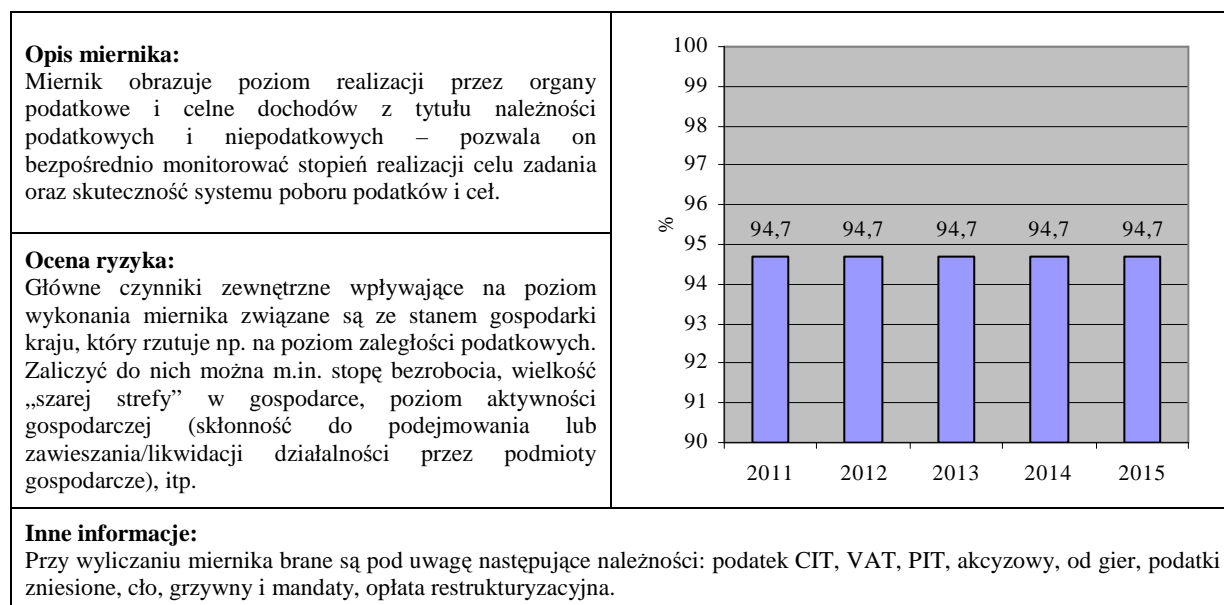 Opis miernika:
Miernik obrazuje poziom realizacji przez organy
podatkowe i celne dochodów z tytułu należności
podatkowych i niepodatkowych – pozwala on
bezpośrednio monitorować stopień realizacji celu zadania
oraz skuteczność systemu poboru podatków i ceł.
Ocena ryzyka:
Główne czynniki zewnętrzne wpływające na poziom
wykonania miernika związane są ze stanem gospodarki
kraju, który rzutuje np. na poziom zaległości podatkowych.
Zaliczyć do nich można m.in. stopę bezrobocia, wielkość
„szarej strefy” w gospodarce, poziom aktywności
gospodarczej (skłonność do podejmowania lub
zawieszania/likwidacji działalności przez podmioty
gospodarcze), itp.
100
99
98
97
96
95
94
93
92
91
90
%
94,7 94,7 94,7 94,7 94,7
2011 2012 2013 2014 2015
Inne informacje:
Przy wyliczaniu miernika brane są pod uwagę następujące należności: podatek CIT, VAT, PIT, akcyzowy, od gier, podatki
zniesione, cło, grzywny i mandaty, opłata restrukturyzacyjna.